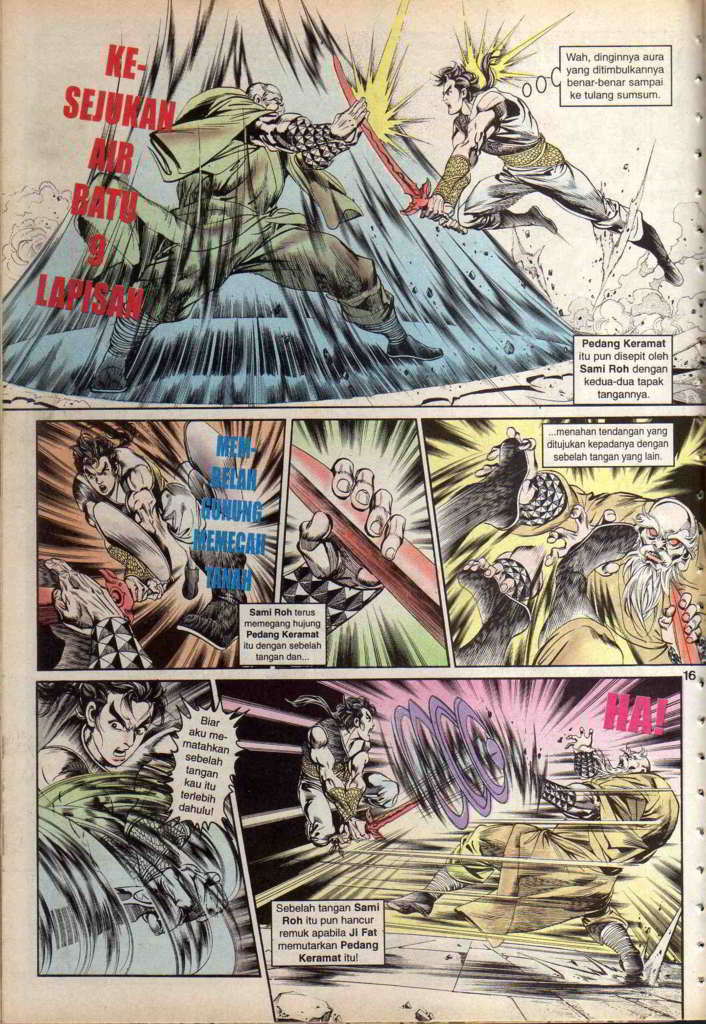 KE-
SEJUKAN
AIR
BATU
9
LAPISAN
Wah, dinginnya aura
yang ditimbulkannya
benar-benar sampai
ke tulang sumsum.
Pedang Keramat
itu pun disepit oleh
Sami Roh dengan
kedua-dua tapak
tangannya.
MEM-
BELAH
GUNUNG
MEMECAH
TANAH
Sami Roh terus
memegang hujung
Pedang Keramat
itu dengan sebelah
tangan dan...
...menahan tendangan yang
ditujukan kepadanya dengan
sebelah tangan yang lain.
16
Biar
aku me-
matahkan
sebelah
tangan
kau itu
terlebih
dahulu!
HA!
Sebelah tangan Sami
Roh itu pun hancur
remuk apabila Ji Fat
memutarkan Pedang
Keramat itu!